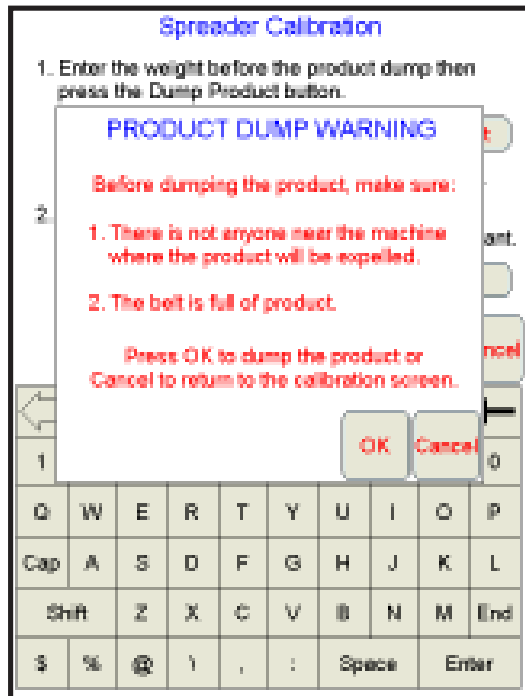 Spreader Calibration
1. Enter the weight before the product dump then
press the Dump Product button.
PRODUCT DUMP WARNING
t
Before dumping the product, make sure:
2.
1. There is not anyone near the machine
ant.
where the product will be expelled.
2. The belt is full of product.
ncel
Press OK to dump the product or
Cancel to return to the calibration screen.
OK Cancel
1 0
Q W E R T Y U I O P
Cap A S D F G H J K L
Shift Z X C V B N M End
$ % @ \ , : Space Enter